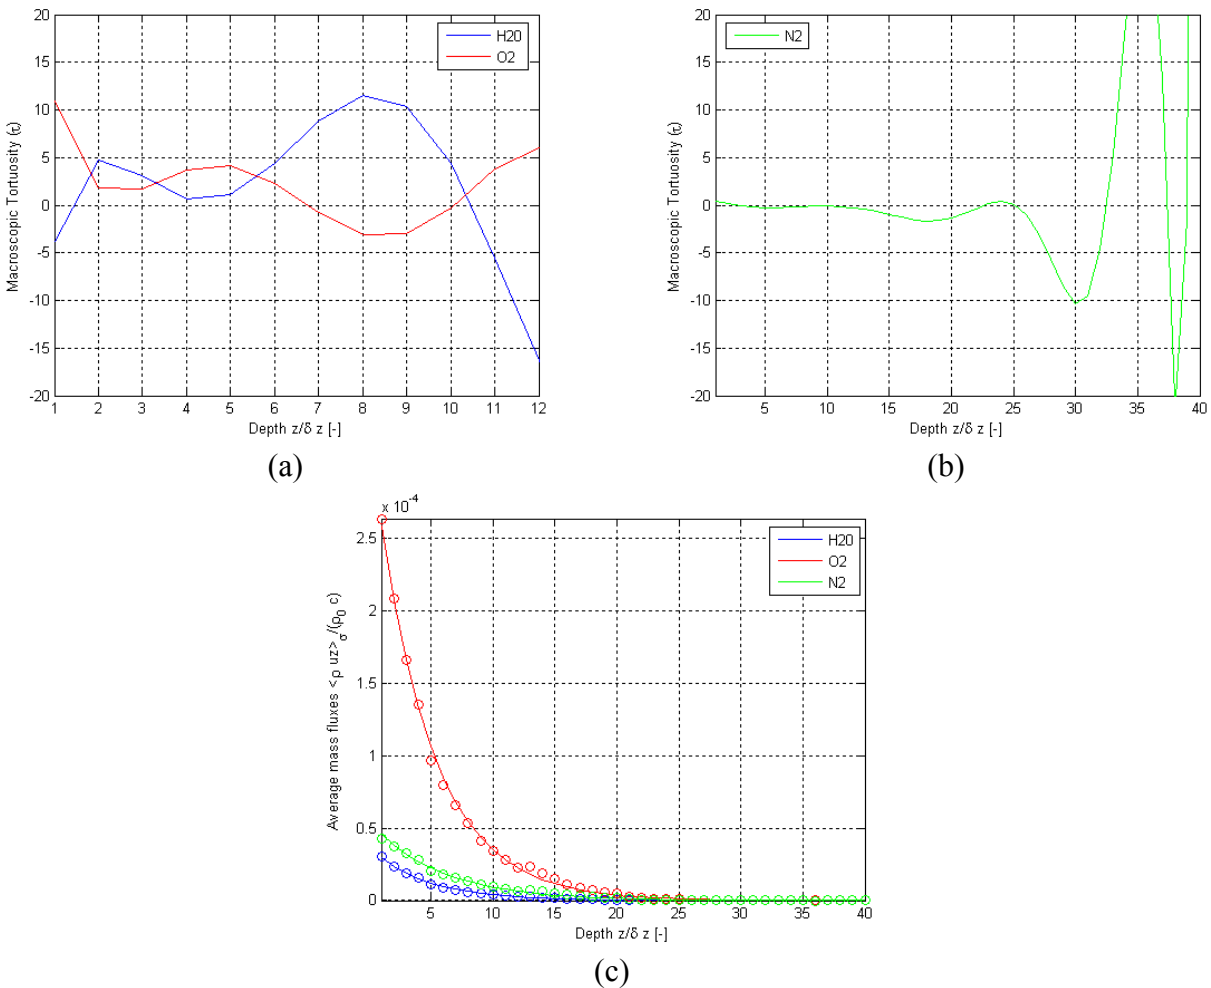 20
15
10
5
0
-5
-10
-15
-20
Macroscopic Tortuosity (τ)
H20
O2
1 2 3 4 5 6 7 8 9 10 11 12
Depth z/δ z [-]
(a)
20
15
10
5
0
-5
-10
-15
-20
Macroscopic Tortuosity (τ)
N2
5 10 15 20 25 30 35 40
Depth z/δ z [-]
(b)
x 10-4
2.5
2
1.5
1
0.5
0
Average mass fluxes <ρ uz>σ/(ρ0 c)
H20
O2
N2
5 10 15 20 25 30 35 40
Depth z/δ z [-]
(c)